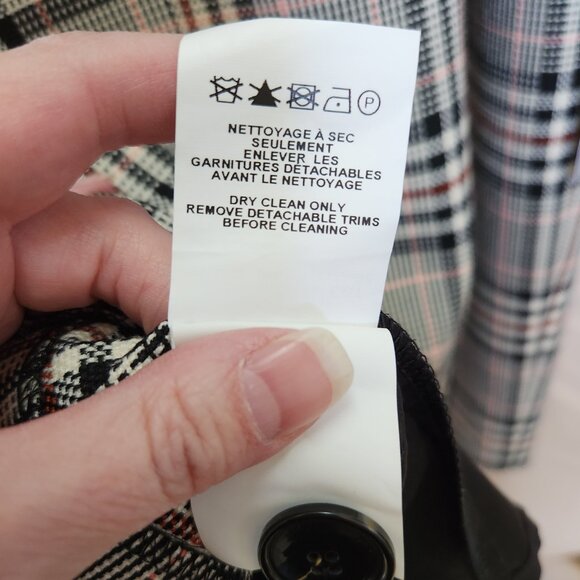 P
NETTOYAGE À SEC
SEULEMENT
ENLEVER LES
GARNITURES DÉTACHABLES
AVANT LE NETTOYAGE
DRY CLEAN ONLY
REMOVE DETACHABLE TRIMS
BEFORE CLEANING